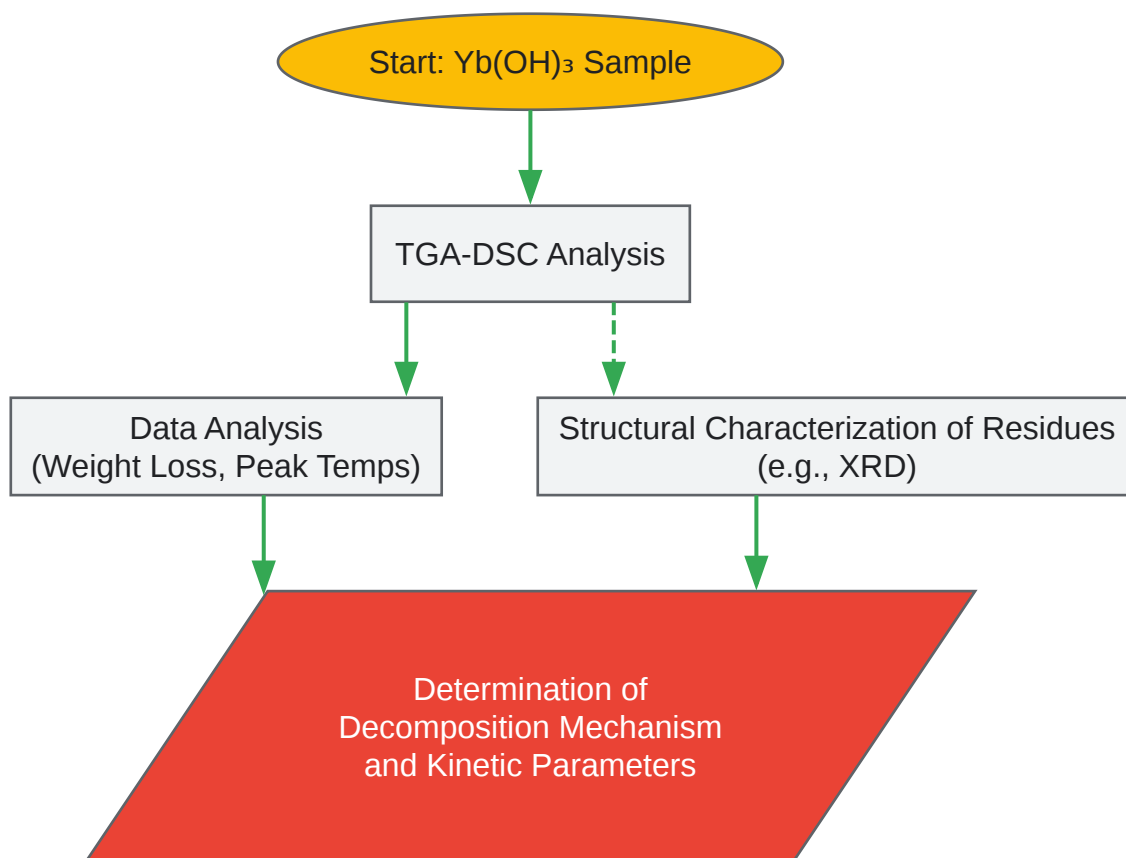 Start: Yb(OH)₃ Sample
TGA-DSC Analysis
Data Analysis
(Weight Loss, Peak Temps)
Structural Characterization of Residues
(e.g., XRD)
Determination of
Decomposition Mechanism
and Kinetic Parameters